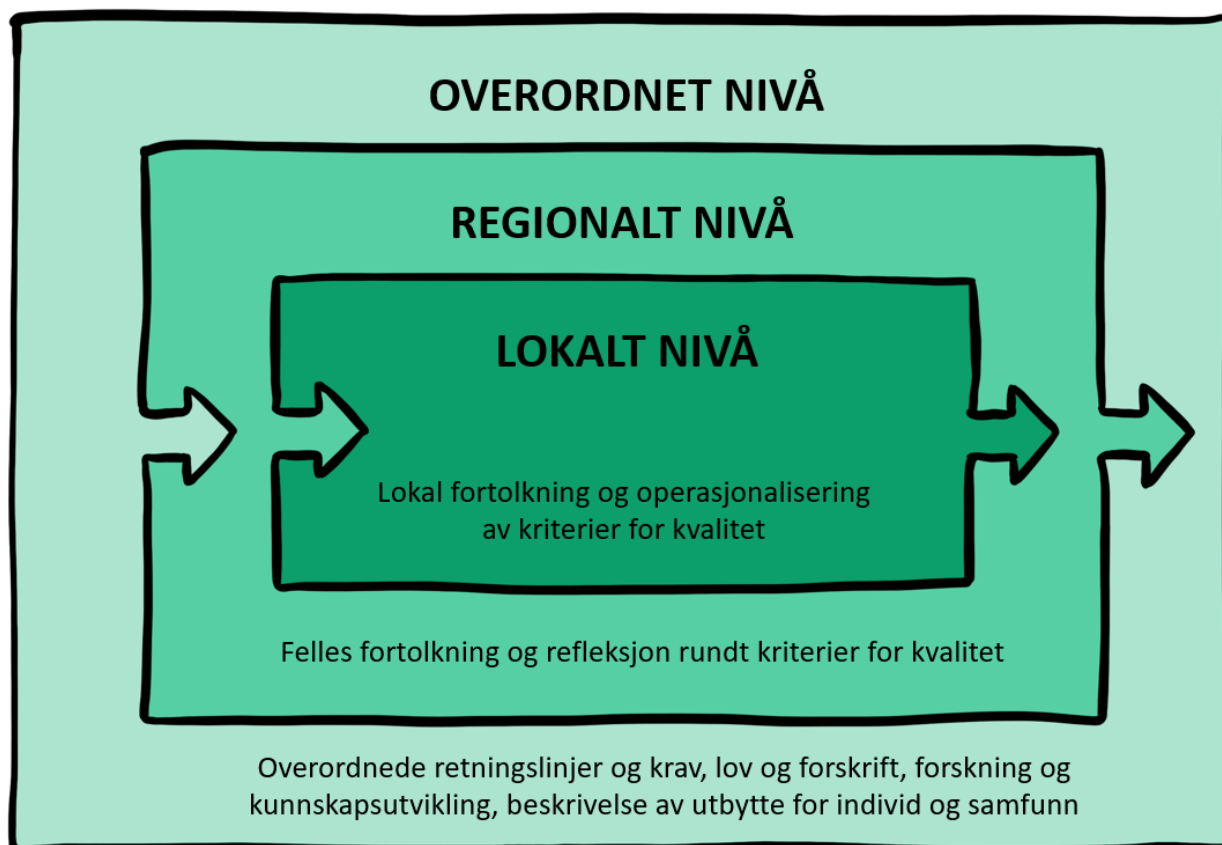 OVERORDNET NIVÅ
REGIONALT NIVÅ
LOKALT NIVÅ
Lokal fortolkning og operasjonalisering
av kriterier for kvalitet
Felles fortolkning og refleksjon rundt kriterier for kvalitet
Overordnede retningslinjer og krav, lov og forskrift, forskning og
kunnskapsutvikling, beskrivelse av utbytte for individ og samfunn